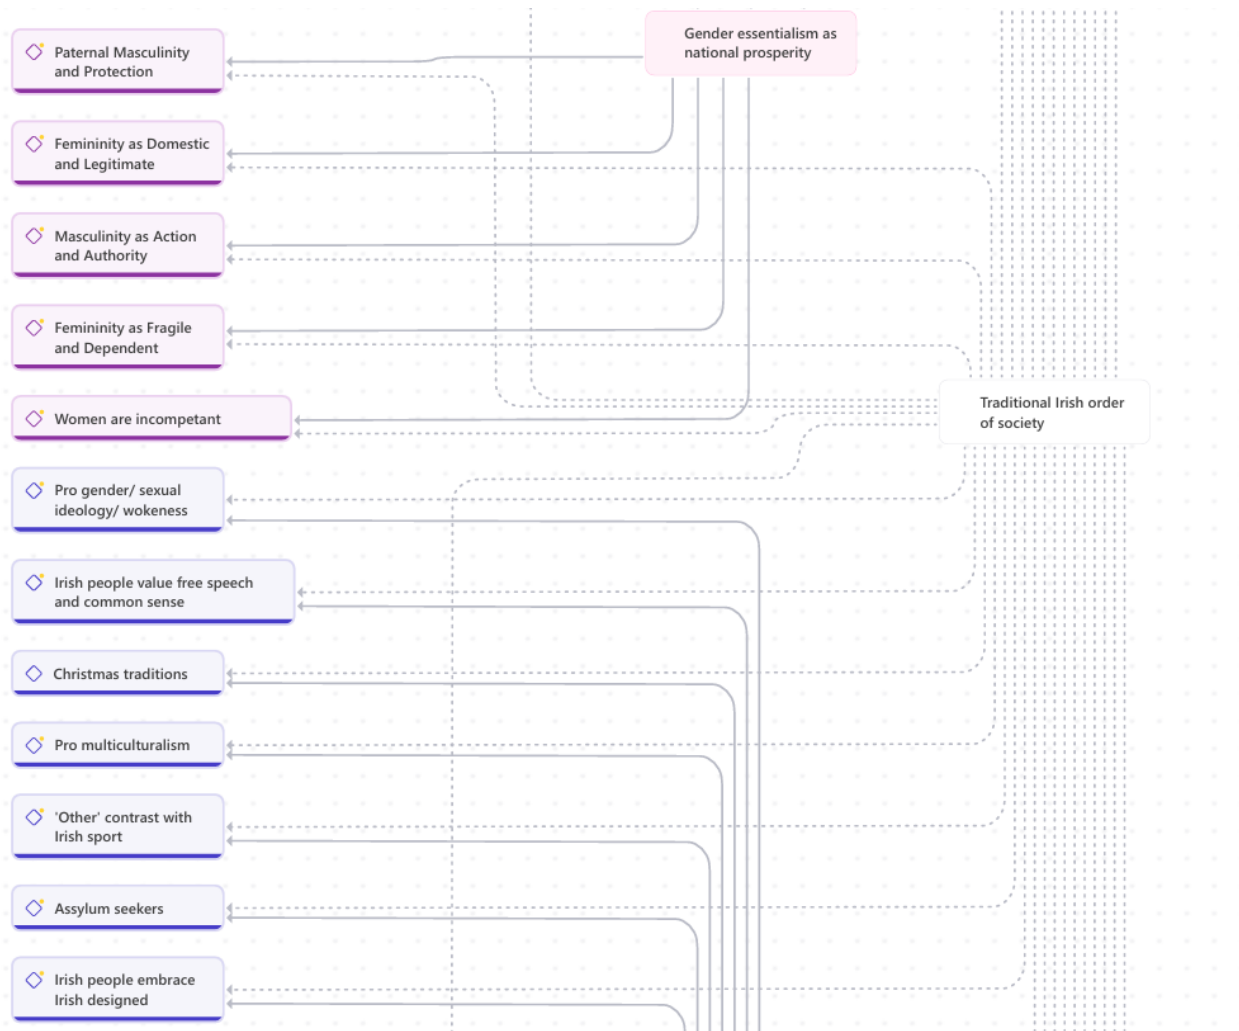 Gender essentialism as
national prosperity
Paternal Masculinity
and Protection
Femininity as Domestic
and Legitimate
Masculinity as Action
and Authority
Femininity as Fragile
and Dependent
Traditional Irish order
of society
Women are incompetant
Pro gender/ sexual
ideology/ wokeness
Irish people value free speech
and common sense
Christmas traditions
Pro multiculturalism
'Other' contrast with
Irish sport
Assylum seekers
Irish people embrace
Irish designed